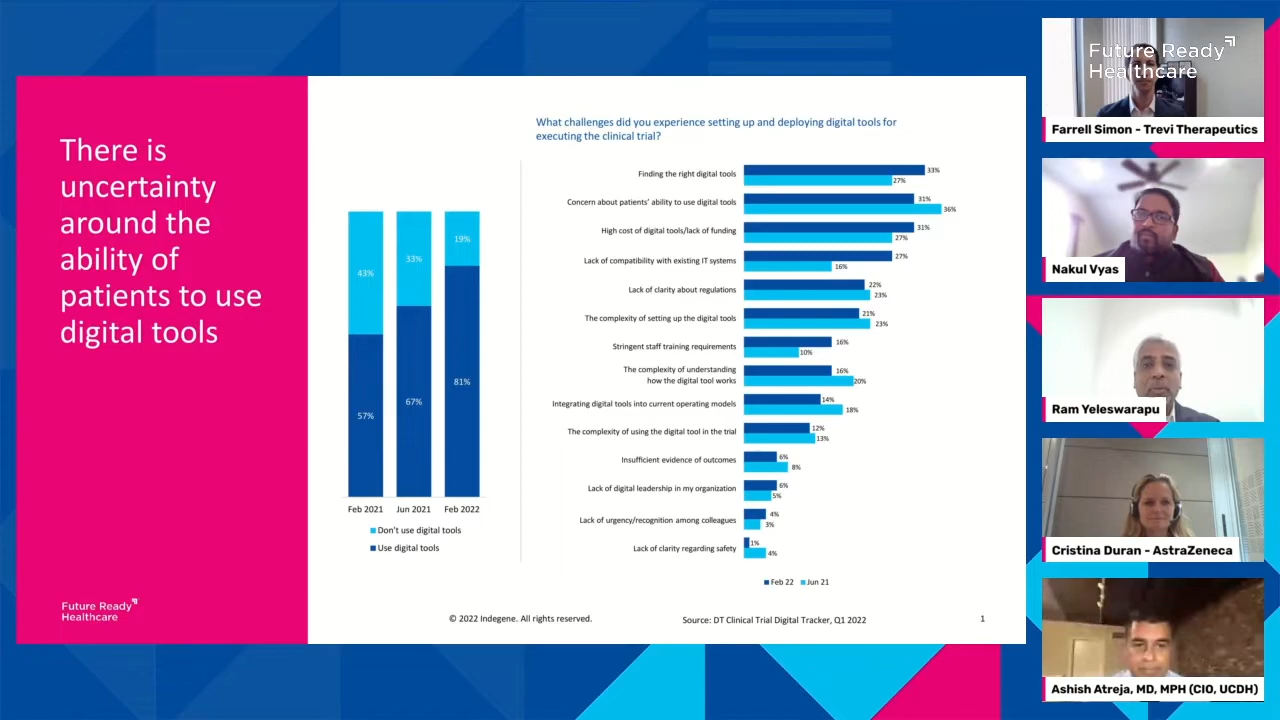 There is
uncertainty
around the
ability of
patients to use
digital tools
Future Ready
Healthcare
43%
33%
19%
57%
67%
81%
Feb 2021
Jun 2021
Feb 2022
Don't use digital tools
Use digital tools
What challenges did you experience setting up and deploying digital tools for
executing the clinical trial?
Finding the right digital tools
33%
27%
Concern about patients' ability to use digital tools
31%
36%
High cost of digital tools/lack of funding
31%
27%
Lack of compatibility with existing IT systems
27%
16%
Lack of clarity about regulations
22%
23%
The complexity of setting up the digital tools
21%
23%
Stringent staff training requirements
16%
10%
The complexity of understanding
how the digital tool works
16%
20%
Integrating digital tools into current operating models
14%
18%
The complexity of using the digital tool in the trial
12%
13%
Insufficient evidence of outcomes
6%
8%
Lack of digital leadership in my organization
6%
5%
Lack of urgency/recognition among colleagues
4%
3%
Lack of clarity regarding safety
1%
4%
Feb 22
Jun 21
© 2022 Indegene. All rights reserved.
Source: DT Clinical Trial Digital Tracker, Q1 2022
1
Future Ready
Healthcare
Farrell Simon - Trevi Therapeutics
Nakul Vyas
Ram Yeleswarapu
Cristina Duran - AstraZeneca
Ashish Atreja, MD, MPH (CIO, UCDH)